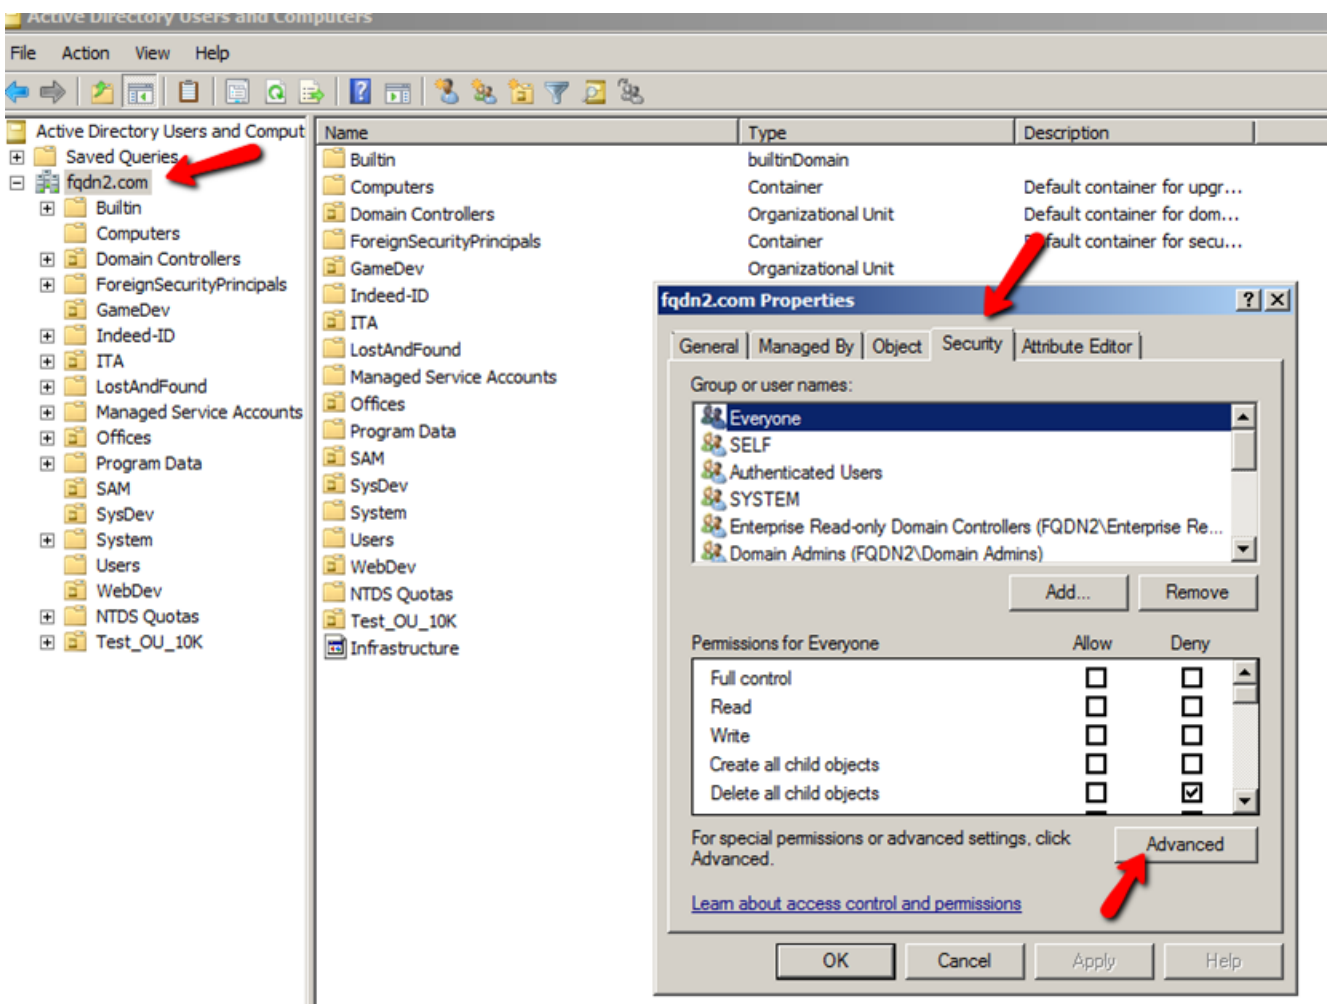 Active Directory Users and Computers
File Action View Help
Active Directory Users and Comput
Saved Queries
fqdn2.com
Builtin
Computers
Domain Controllers
ForeignSecurityPrincipals
GameDev
Indeed-ID
ITA
LostAndFound
Managed Service Accounts
Offices
Program Data
SAM
SysDev
System
Users
WebDev
NTDS Quotas
Test_OU_10K
Name Type Description
Builtin builtinDomain
Computers Container Default container for upgr...
Domain Controllers Organizational Unit Default container for dom...
ForeignSecurityPrincipals Container container for secu...
GameDev Organizational Unit
Indeed-ID
ITA
LostAndFound
Managed Service Accounts
Offices
Program Data
SAM
SysDev
System
Users
WebDev
NTDS Quotas
Test_OU_10K
Infrastructure
fqdn2.com Properties
General Managed By Object Security Attribute Editor
Group or user names:
Everyone
SELF
Authenticated Users
SYSTEM
Enterprise Read-only Domain Controllers (FQDN2\Enterprise Re...
Domain Admins (FQDN2\Domain Admins)
Add... Remove
Permissions for Everyone Allow Deny
Full control
Read
Write
Create all child objects
Delete all child objects
For special permissions or advanced settings, click
Advanced.
Advanced
Learn about access control and permissions
OK Cancel Apply Help